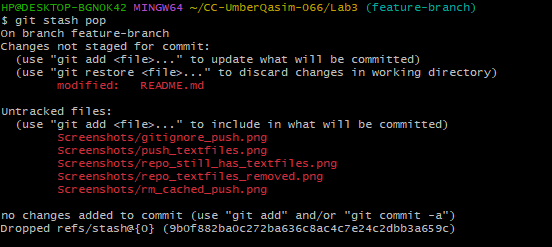 HP@DESKTOP-BGN0K42 MINGW64 ~/CC-UmberQasim-066/Lab3 (feature-branch)
$ git stash pop
On branch feature-branch
Changes not staged for commit:
  (use "git add <file>..." to update what will be committed)
  (use "git restore <file>..." to discard changes in working directory)
        modified:   README.md

Untracked files:
  (use "git add <file>..." to include in what will be committed)
        Screenshots/gitignore_push.png
        Screenshots/push_textfiles.png
        Screenshots/repo_still_has_textfiles.png
        Screenshots/repo_textfiles_removed.png
        Screenshots/rm_cached_push.png

no changes added to commit (use "git add" and/or "git commit -a")
Dropped refs/stash@{0} (9b0f882ba0c272ba636c8ac4c7e24c2dbb3a659c)